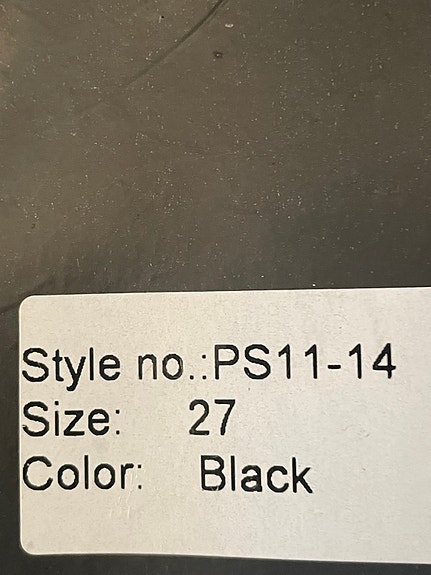 Style no.:PS11-14
Size: 27
Color: Black